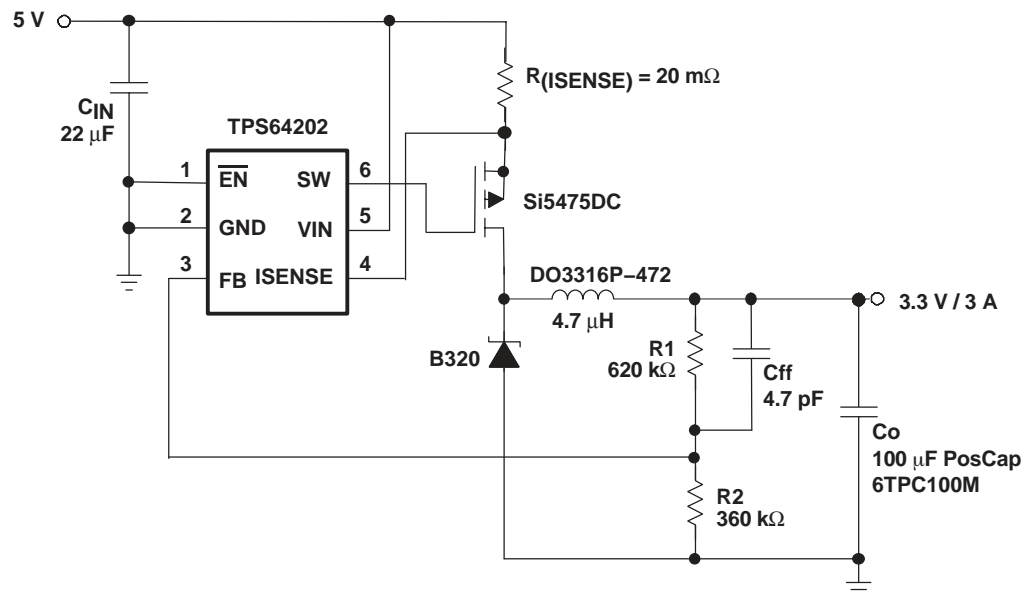 5 V
R(ISENSE) = 20 mΩ
CIN
22 μF
TPS64202
1
EN
SW
6
Si5475DC
2
GND
VIN
5
3
FB
ISENSE
4
DO3316P−472
4.7 μH
3.3 V / 3 A
B320
R1
620 kΩ
Cff
4.7 pF
Co
100 μF PosCap
6TPC100M
R2
360 kΩ